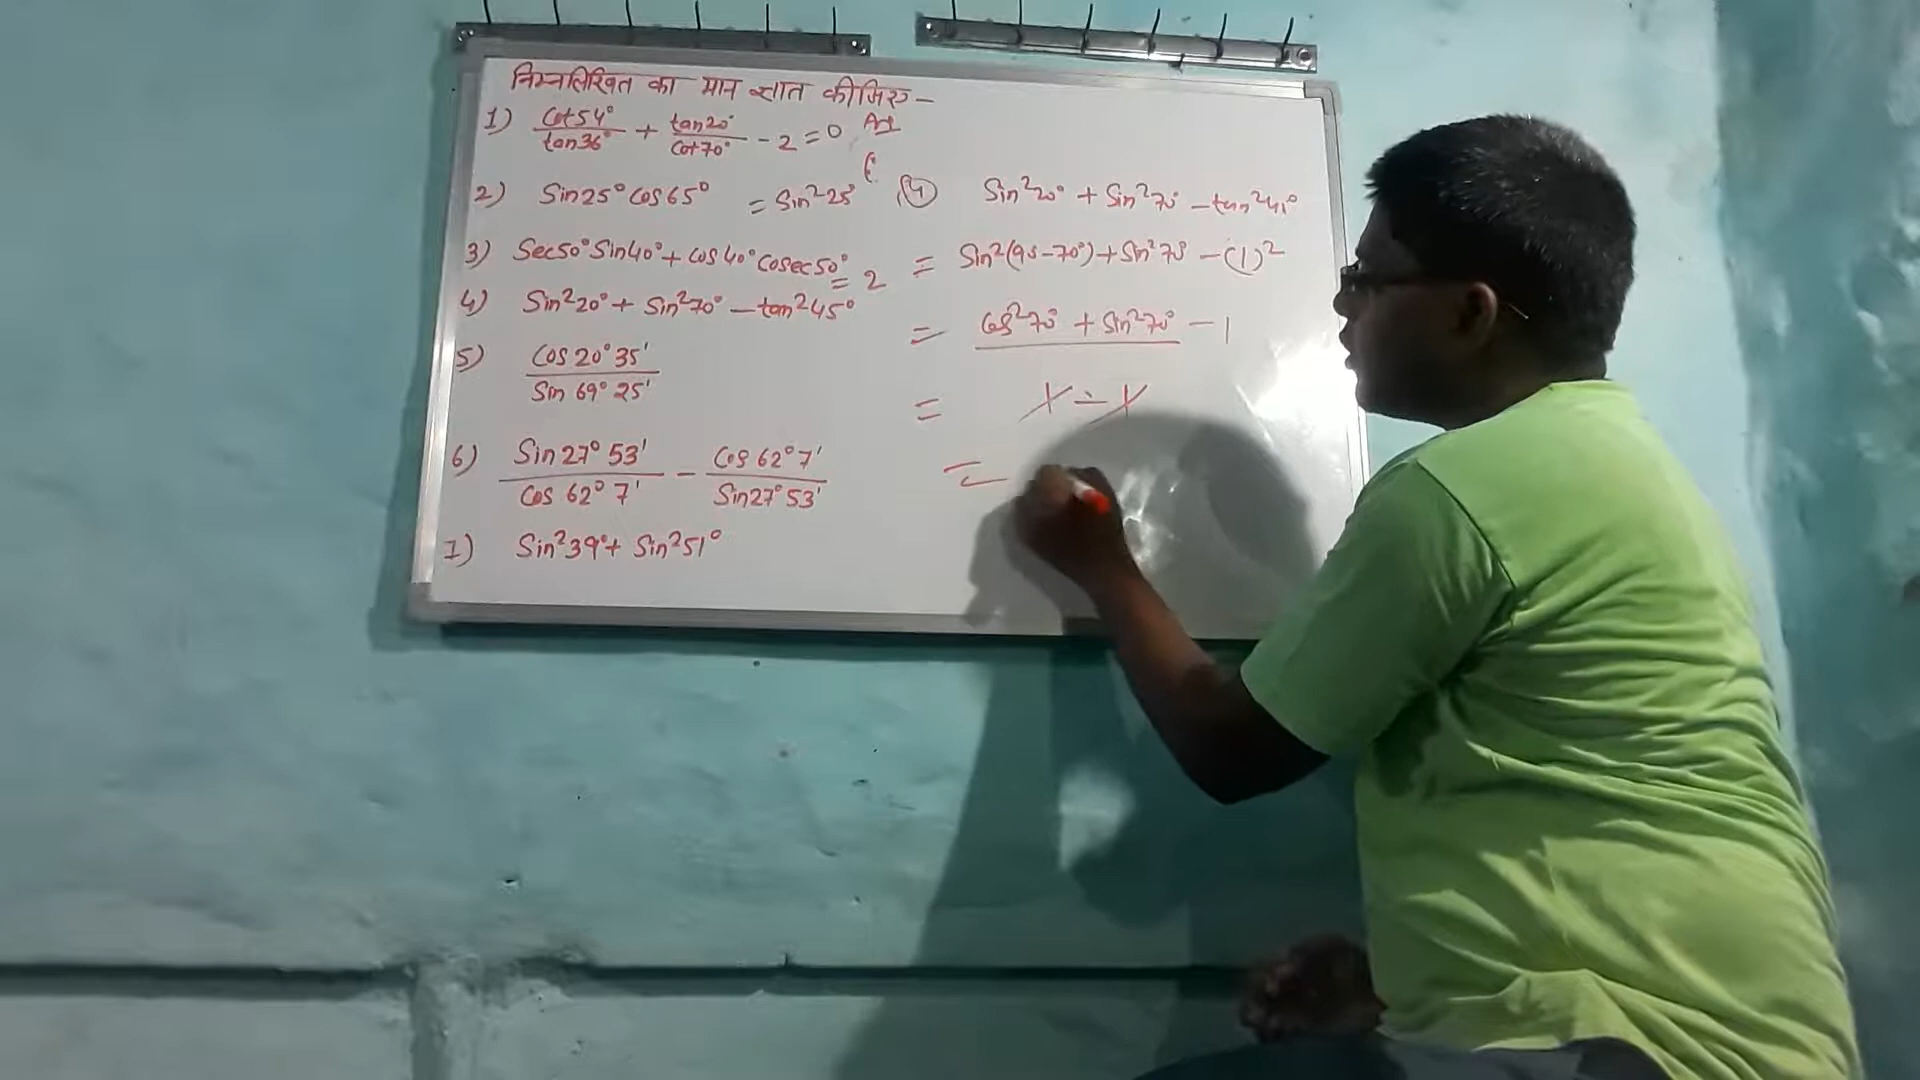 निम्नलिखित का मान ज्ञात कीजिए -
1) Cot54°/tan36° + tan20°/Cot70° - 2 = 0 Ans
2) Sin25° Cos65° = Sin²25°
3) Sec50° Sin40° + Cos40° Cosec50° = 2
4) Sin²20° + Sin²70° - tan²45°
5) Cos 20°35'/Sin 69°25'
6) Sin27°53'/Cos 62°7' - Cos 62°7'/Sin27°53'
7) Sin²39° + Sin²51°
(4) Sin²20° + Sin²70° - tan²45°
= Sin²(90-70°) + Sin²70° - (1)²
= Cos²70° + Sin²70° - 1
= 1 - 1
=